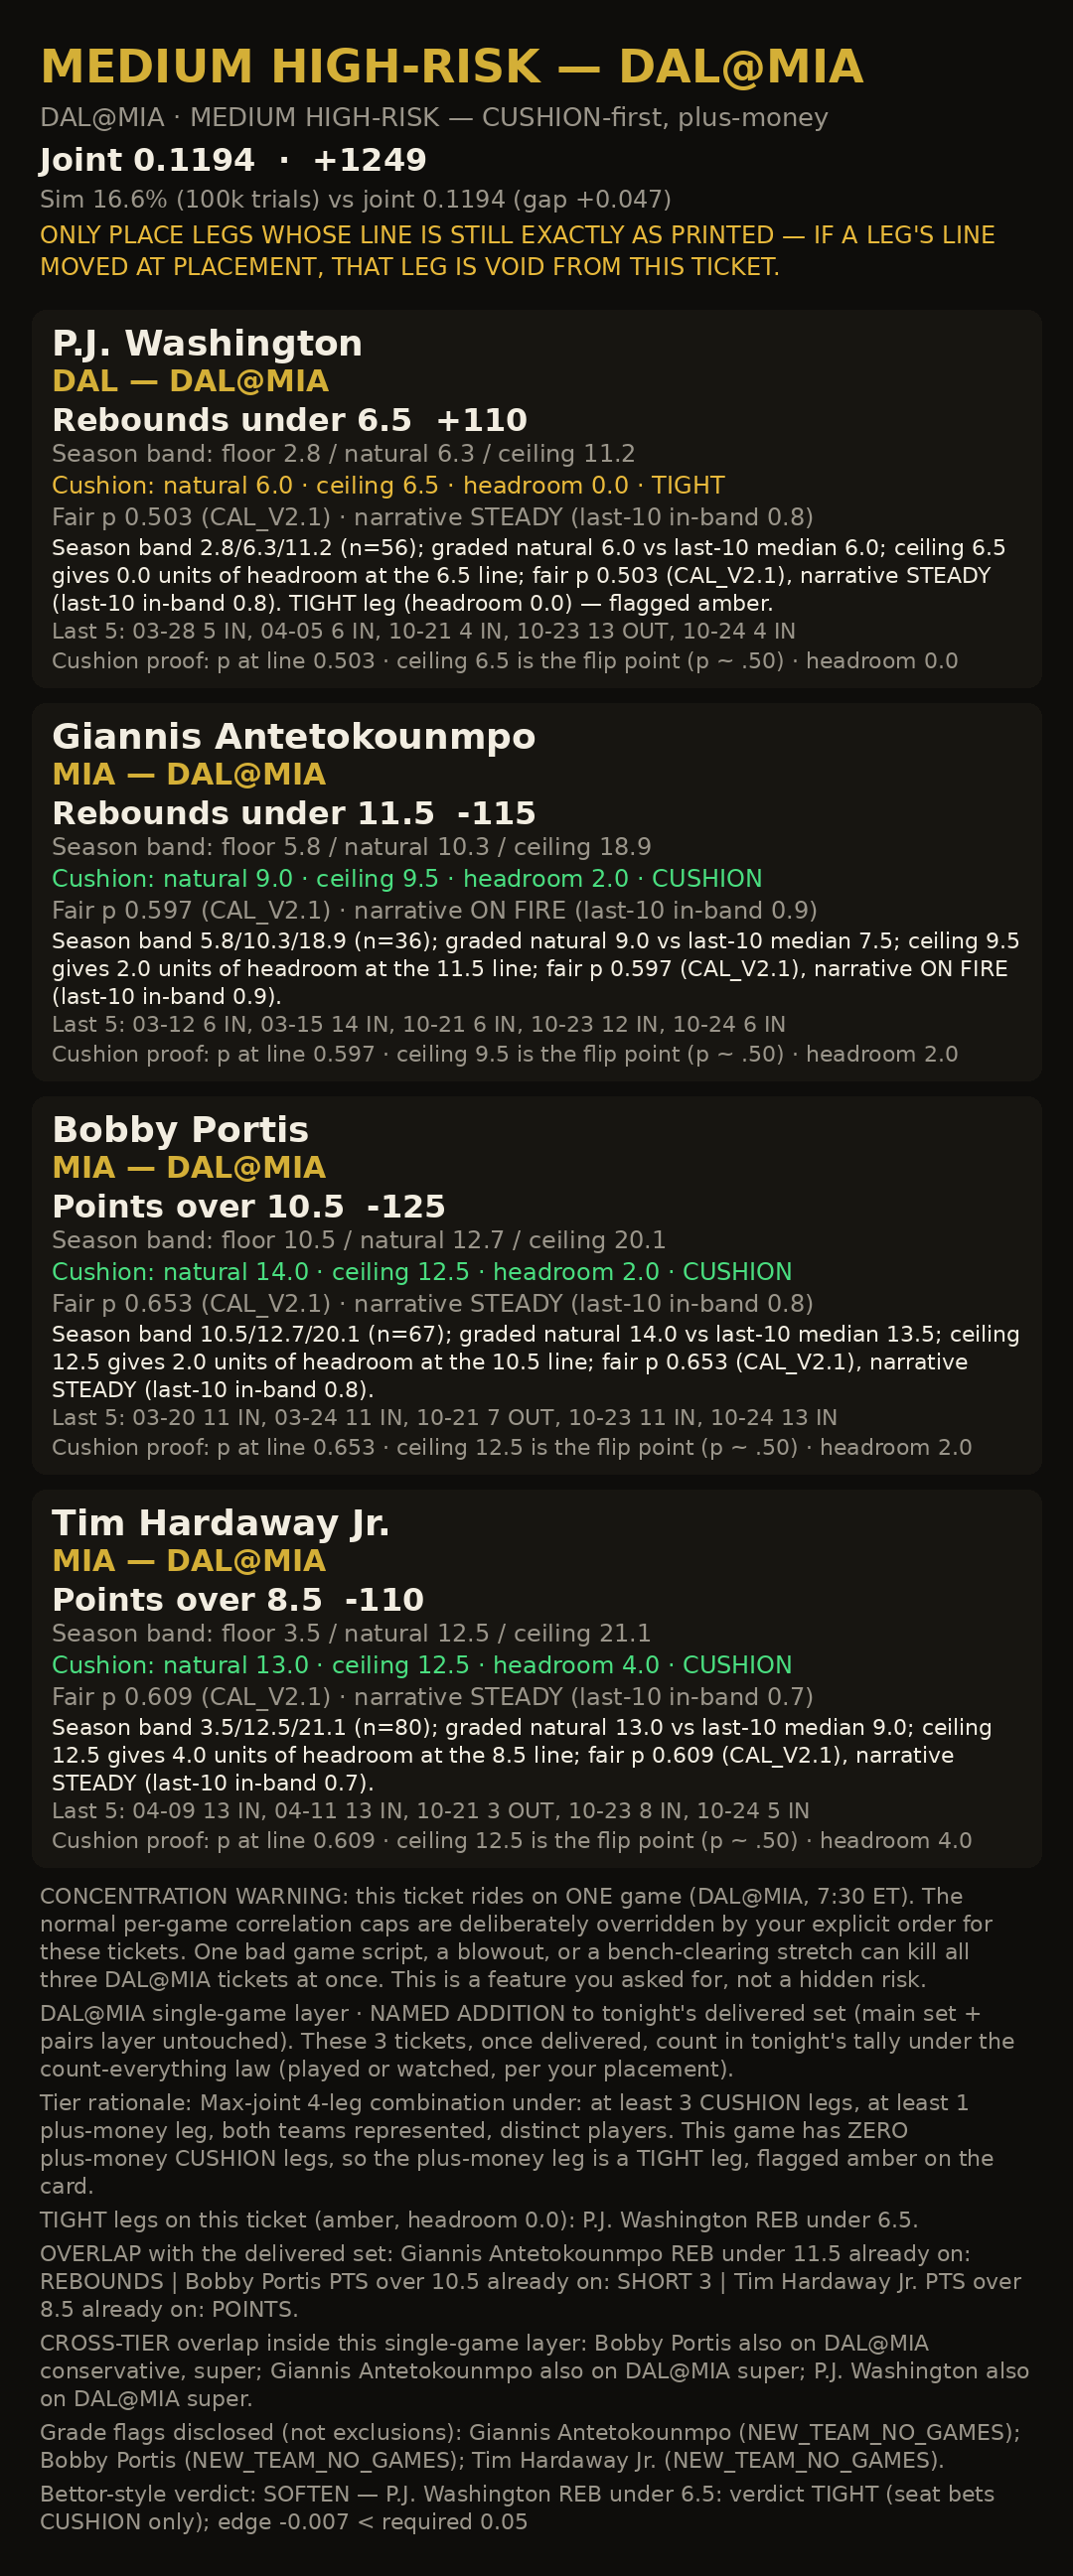 MEDIUM HIGH-RISK — DAL@MIA
DAL@MIA · MEDIUM HIGH-RISK — CUSHION-first, plus-money
Joint 0.1194 · +1249
Sim 16.6% (100k trials) vs joint 0.1194 (gap +0.047)
ONLY PLACE LEGS WHOSE LINE IS STILL EXACTLY AS PRINTED — IF A LEG'S LINE
MOVED AT PLACEMENT, THAT LEG IS VOID FROM THIS TICKET.
P.J. Washington
DAL — DAL@MIA
Rebounds under 6.5 +110
Season band: floor 2.8 / natural 6.3 / ceiling 11.2
Cushion: natural 6.0 · ceiling 6.5 · headroom 0.0 · TIGHT
Fair p 0.503 (CAL_V2.1) · narrative STEADY (last-10 in-band 0.8)
Season band 2.8/6.3/11.2 (n=56); graded natural 6.0 vs last-10 median 6.0; ceiling 6.5
gives 0.0 units of headroom at the 6.5 line; fair p 0.503 (CAL_V2.1), narrative STEADY
(last-10 in-band 0.8). TIGHT leg (headroom 0.0) — flagged amber.
Last 5: 03-28 5 IN, 04-05 6 IN, 10-21 4 IN, 10-23 13 OUT, 10-24 4 IN
Cushion proof: p at line 0.503 · ceiling 6.5 is the flip point (p ~ .50) · headroom 0.0
Giannis Antetokounmpo
MIA — DAL@MIA
Rebounds under 11.5 -115
Season band: floor 5.8 / natural 10.3 / ceiling 18.9
Cushion: natural 9.0 · ceiling 9.5 · headroom 2.0 · CUSHION
Fair p 0.597 (CAL_V2.1) · narrative ON FIRE (last-10 in-band 0.9)
Season band 5.8/10.3/18.9 (n=36); graded natural 9.0 vs last-10 median 7.5; ceiling 9.5
gives 2.0 units of headroom at the 11.5 line; fair p 0.597 (CAL_V2.1), narrative ON FIRE
(last-10 in-band 0.9).
Last 5: 03-12 6 IN, 03-15 14 IN, 10-21 6 IN, 10-23 12 IN, 10-24 6 IN
Cushion proof: p at line 0.597 · ceiling 9.5 is the flip point (p ~ .50) · headroom 2.0
Bobby Portis
MIA — DAL@MIA
Points over 10.5 -125
Season band: floor 10.5 / natural 12.7 / ceiling 20.1
Cushion: natural 14.0 · ceiling 12.5 · headroom 2.0 · CUSHION
Fair p 0.653 (CAL_V2.1) · narrative STEADY (last-10 in-band 0.8)
Season band 10.5/12.7/20.1 (n=67); graded natural 14.0 vs last-10 median 13.5; ceiling
12.5 gives 2.0 units of headroom at the 10.5 line; fair p 0.653 (CAL_V2.1), narrative
STEADY (last-10 in-band 0.8).
Last 5: 03-20 11 IN, 03-24 11 IN, 10-21 7 OUT, 10-23 11 IN, 10-24 13 IN
Cushion proof: p at line 0.653 · ceiling 12.5 is the flip point (p ~ .50) · headroom 2.0
Tim Hardaway Jr.
MIA — DAL@MIA
Points over 8.5 -110
Season band: floor 3.5 / natural 12.5 / ceiling 21.1
Cushion: natural 13.0 · ceiling 12.5 · headroom 4.0 · CUSHION
Fair p 0.609 (CAL_V2.1) · narrative STEADY (last-10 in-band 0.7)
Season band 3.5/12.5/21.1 (n=80); graded natural 13.0 vs last-10 median 9.0; ceiling
12.5 gives 4.0 units of headroom at the 8.5 line; fair p 0.609 (CAL_V2.1), narrative
STEADY (last-10 in-band 0.7).
Last 5: 04-09 13 IN, 04-11 13 IN, 10-21 3 OUT, 10-23 8 IN, 10-24 5 IN
Cushion proof: p at line 0.609 · ceiling 12.5 is the flip point (p ~ .50) · headroom 4.0
CONCENTRATION WARNING: this ticket rides on ONE game (DAL@MIA, 7:30 ET). The
normal per-game correlation caps are deliberately overridden by your explicit order for
these tickets. One bad game script, a blowout, or a bench-clearing stretch can kill all
three DAL@MIA tickets at once. This is a feature you asked for, not a hidden risk.
DAL@MIA single-game layer · NAMED ADDITION to tonight's delivered set (main set +
pairs layer untouched). These 3 tickets, once delivered, count in tonight's tally under the
count-everything law (played or watched, per your placement).
Tier rationale: Max-joint 4-leg combination under: at least 3 CUSHION legs, at least 1
plus-money leg, both teams represented, distinct players. This game has ZERO
plus-money CUSHION legs, so the plus-money leg is a TIGHT leg, flagged amber on the
card.
TIGHT legs on this ticket (amber, headroom 0.0): P.J. Washington REB under 6.5.
OVERLAP with the delivered set: Giannis Antetokounmpo REB under 11.5 already on:
REBOUNDS | Bobby Portis PTS over 10.5 already on: SHORT 3 | Tim Hardaway Jr. PTS over
8.5 already on: POINTS.
CROSS-TIER overlap inside this single-game layer: Bobby Portis also on DAL@MIA
conservative, super; Giannis Antetokounmpo also on DAL@MIA super; P.J. Washington also
on DAL@MIA super.
Grade flags disclosed (not exclusions): Giannis Antetokounmpo (NEW_TEAM_NO_GAMES);
Bobby Portis (NEW_TEAM_NO_GAMES); Tim Hardaway Jr. (NEW_TEAM_NO_GAMES).
Bettor-style verdict: SOFTEN — P.J. Washington REB under 6.5: verdict TIGHT (seat bets
CUSHION only); edge -0.007 < required 0.05